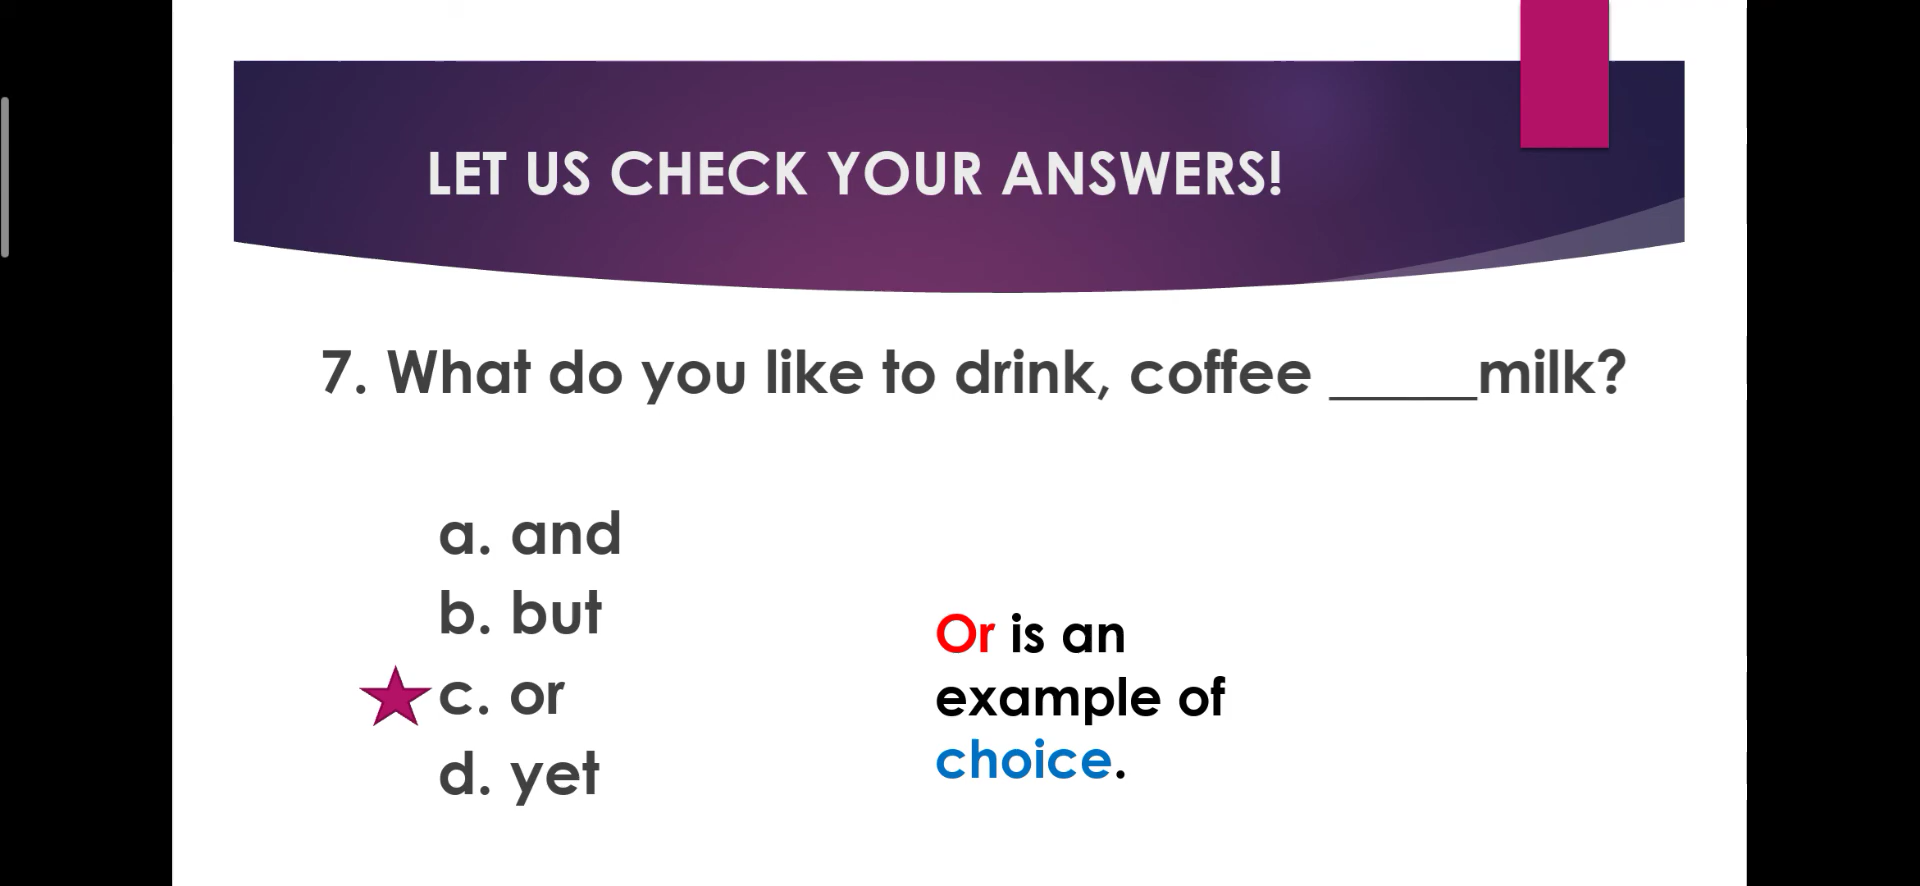 LET US CHECK YOUR ANSWERS!
7. What do you like to drink, coffee _____milk?
a. and
b. but
c. or
d. yet
Or is an
example of
choice.